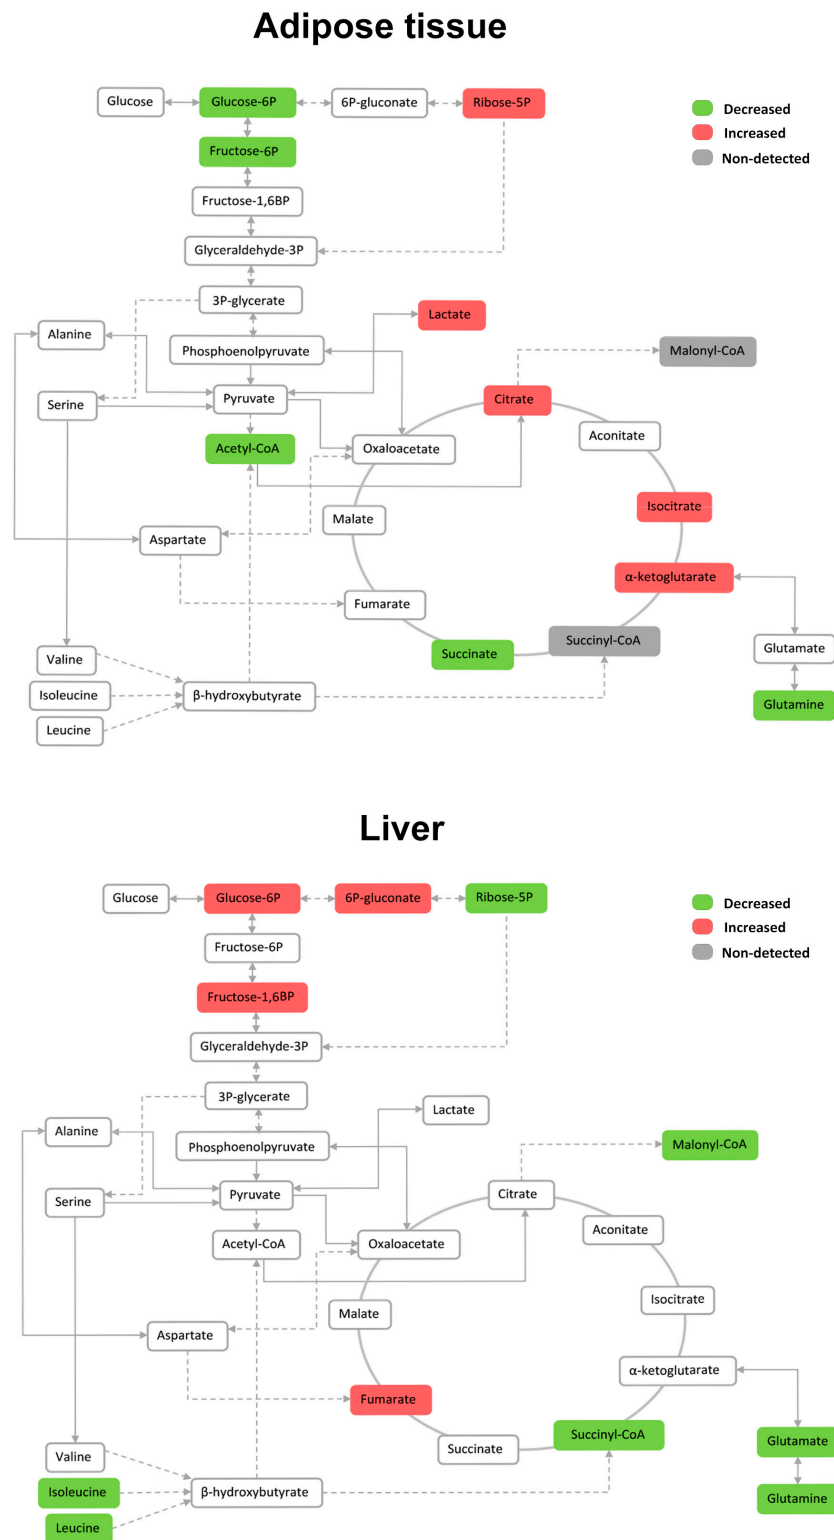 Adipose tissue
Glucose
Glucose-6P
6P-gluconate
Ribose-5P
Decreased
Increased
Non-detected
Fructose-6P
Fructose-1,6BP
Glyceraldehyde-3P
3P-glycerate
Lactate
Alanine
Phosphoenolpyruvate
Malonyl-CoA
Serine
Pyruvate
Citrate
Acetyl-CoA
Oxaloacetate
Aconitate
Isocitrate
Malate
Aspartate
α-ketoglutarate
Fumarate
Succinate
Succinyl-CoA
Glutamate
Valine
Isoleucine
β-hydroxybutyrate
Glutamine
Leucine
Liver
Glucose
Glucose-6P
6P-gluconate
Ribose-5P
Decreased
Increased
Non-detected
Fructose-6P
Fructose-1,6BP
Glyceraldehyde-3P
3P-glycerate
Lactate
Alanine
Phosphoenolpyruvate
Malonyl-CoA
Serine
Pyruvate
Citrate
Acetyl-CoA
Oxaloacetate
Aconitate
Isocitrate
Malate
Aspartate
α-ketoglutarate
Fumarate
Succinate
Succinyl-CoA
Glutamate
Valine
Isoleucine
β-hydroxybutyrate
Glutamine
Leucine